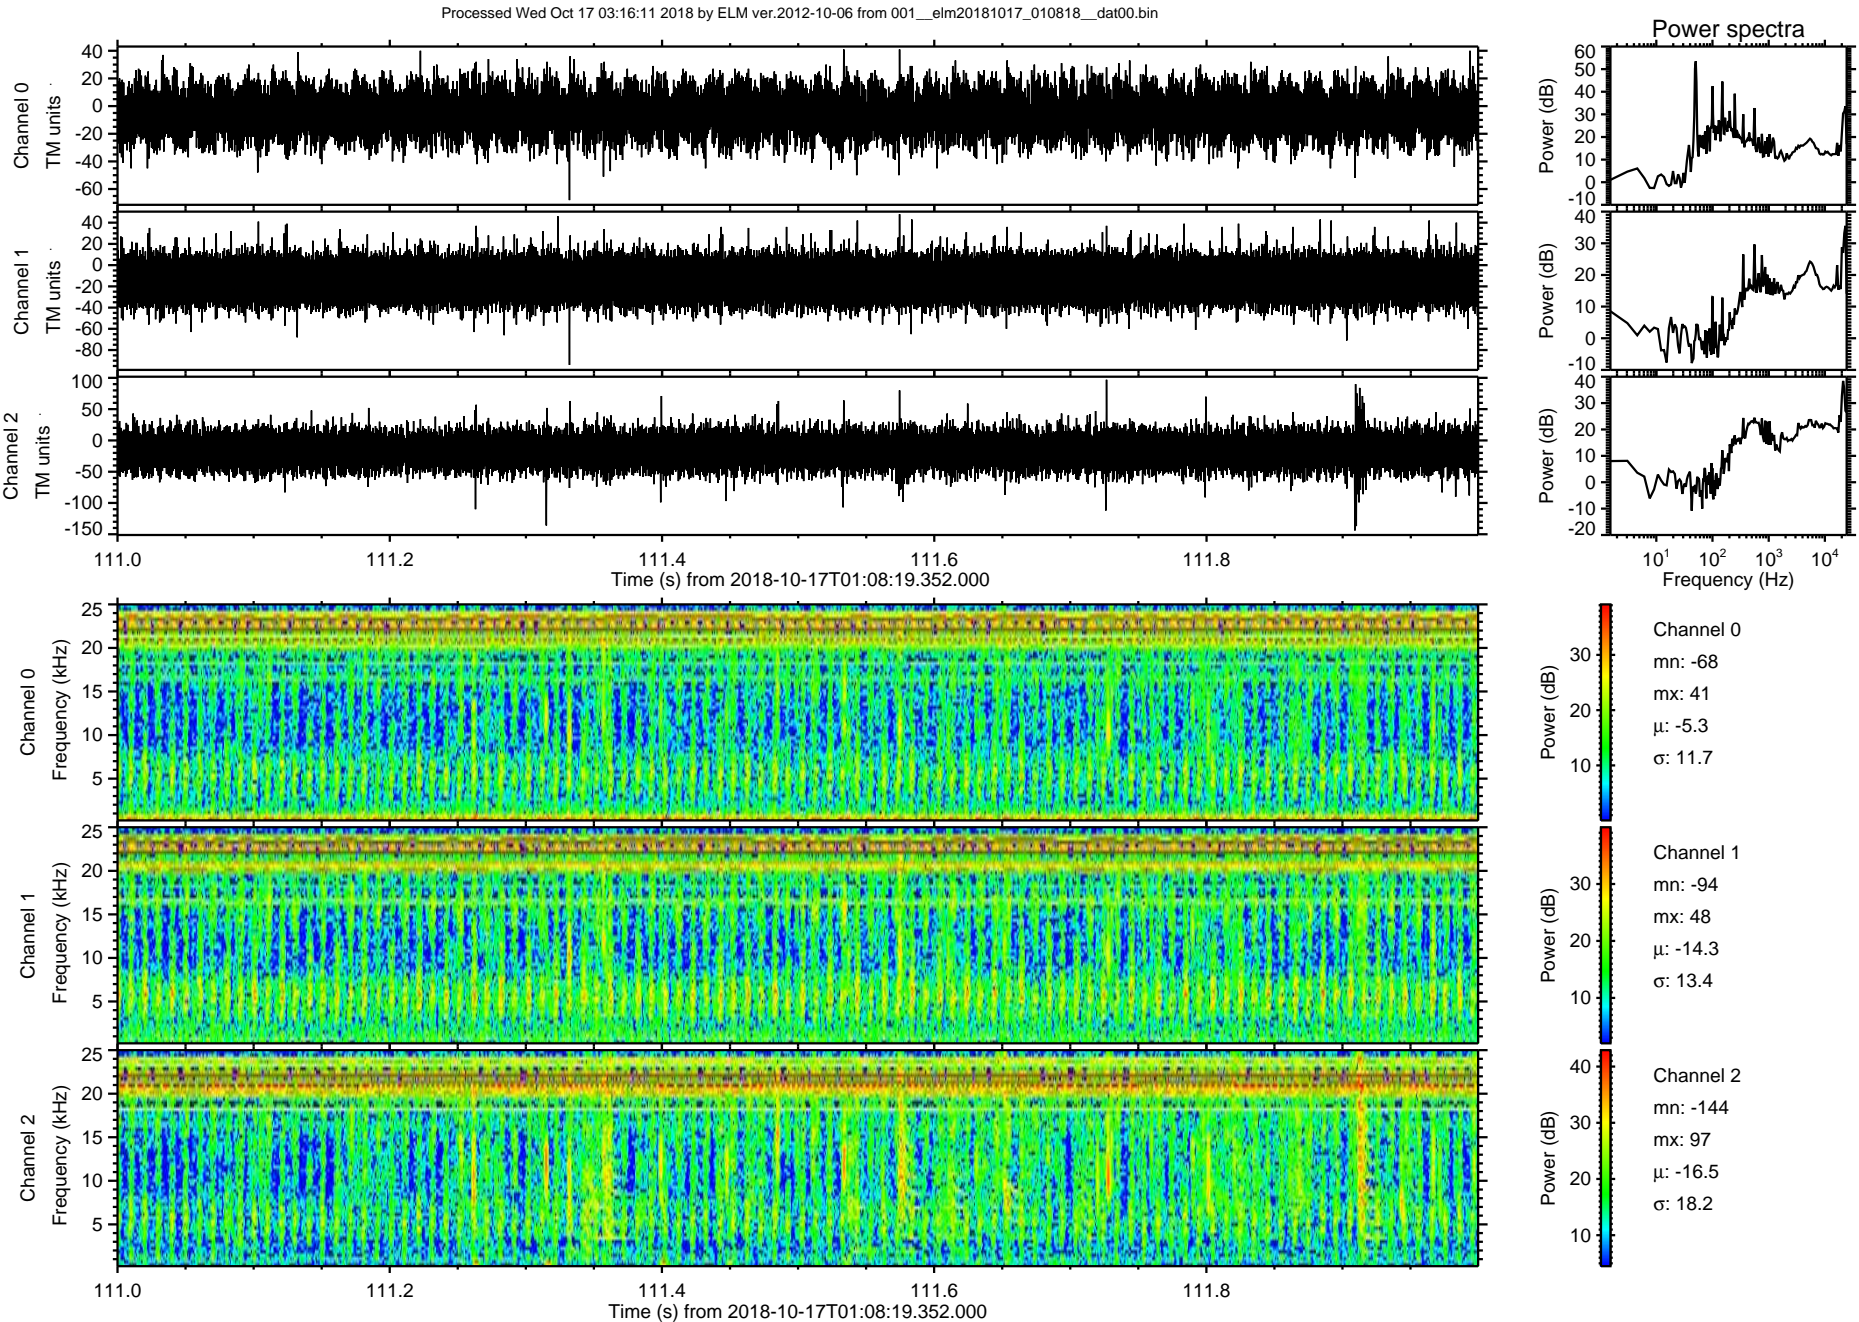 Processed Wed Oct 17 03:16:11 2018 by ELM ver.2012-10-06 from 001__elm20181017_010818__dat00.bin
Power spectra
Channel 0
TM units
40
20
0
-20
-40
-60
Power (dB)
60
50
40
30
20
10
0
-10
Channel 1
TM units
40
20
0
-20
-40
-60
-80
Power (dB)
40
30
20
10
0
-10
Channel 2
TM units
100
50
0
-50
-100
-150
Power (dB)
40
30
20
10
0
-10
-20
111.0 111.2 111.4 111.6 111.8
Time (s) from 2018-10-17T01:08:19.352.000
10^1 10^2 10^3 10^4
Frequency (Hz)
Channel 0
Frequency (kHz)
25
20
15
10
5
Power (dB)
30
20
10
Channel 0
mn: -68
mx: 41
μ: -5.3
σ: 11.7
Channel 1
Frequency (kHz)
25
20
15
10
5
Power (dB)
30
20
10
Channel 1
mn: -94
mx: 48
μ: -14.3
σ: 13.4
Channel 2
Frequency (kHz)
25
20
15
10
5
Power (dB)
40
30
20
10
Channel 2
mn: -144
mx: 97
μ: -16.5
σ: 18.2
111.0 111.2 111.4 111.6 111.8
Time (s) from 2018-10-17T01:08:19.352.000